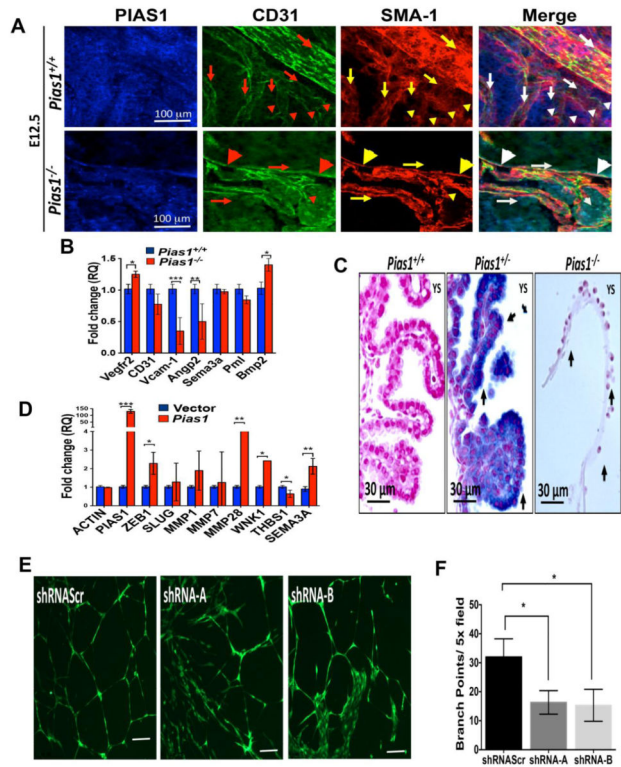 A
PIAS1 CD31 SMA-1 Merge
E12.5
Pias1+/+
100 µm
Pias1-/-
100 µm
B
Fold change (RQ)
Pias1+/+
Pias1-/-
1.5
1.0
0.5
0.0
* *** ** *
Vegfr2 CD31 Vcam-1 Angp2 Sema3a Pml Bmp2
C
Pias1+/+ Pias1+/- Pias1-/-
YS YS
30 µm 30 µm 30 µm
D
Vector
Pias1
Fold change (RQ)
150
100
50
4
2
1
0
*** * ** * * **
ACTIN PIAS1 ZEB1 SLUG MMP1 MMP7 MMP28 WNK1 THBS1 SEMA3A
E
shRNAScr shRNA-A shRNA-B
F
Branch Points/ 5x field
50
40
30
20
10
0
*
*
shRNAScr shRNA-A shRNA-B